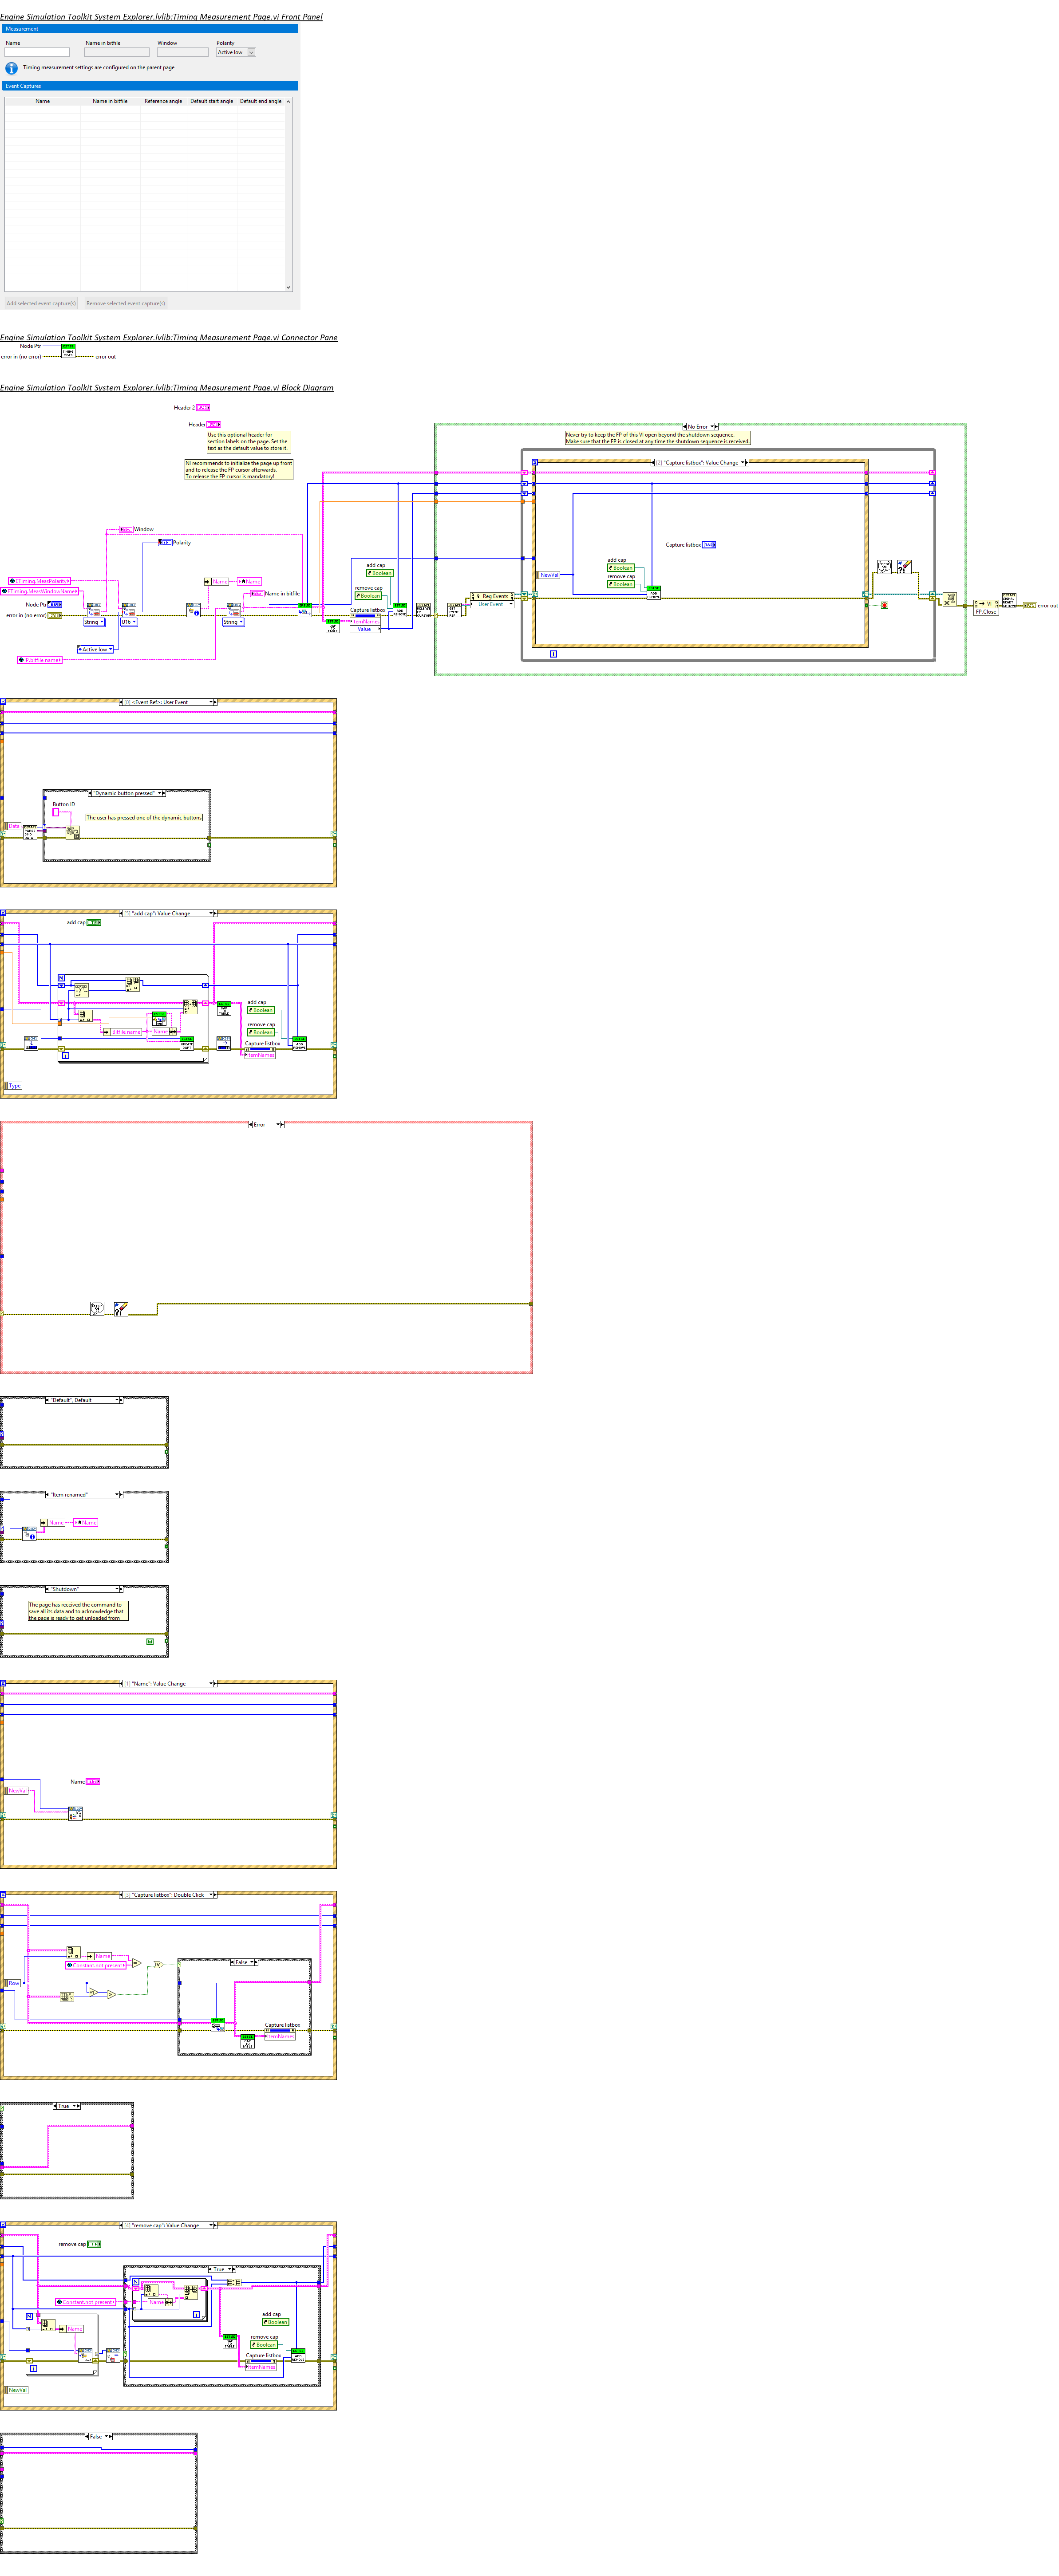 Engine Simulation Toolkit System Explorer.lvlib:Timing Measurement Page.vi Front Panel
Measurement
Name
Name in bitfile
Window
Polarity
Active low
Timing measurement settings are configured on the parent page
Event Captures
Name
Name in bitfile
Reference angle
Default start angle
Default end angle
Add selected event capture(s)
Remove selected event capture(s)
Engine Simulation Toolkit System Explorer.lvlib:Timing Measurement Page.vi Connector Pane
Node Ptr
error in (no error)
error out
Engine Simulation Toolkit System Explorer.lvlib:Timing Measurement Page.vi Block Diagram
Header 2
Header
Use this optional header for
section labels on the page. Set the
text as the default value to store it.
NI recommends to initialize the page up front
and to release the FP cursor afterwards.
To release the FP cursor is mandatory!
No Error
Never try to keep the FP of this VI open beyond the shutdown sequence.
Make sure that the FP is closed at any time the shutdown sequence is received.
[2] "Capture listbox": Value Change
Window
Polarity
Capture listbox
add cap
Boolean
remove cap
Boolean
NewVal
ETiming.MeasPolarity
ETiming.MeasWindowName
Name
Name
Name in bitfile
Node Ptr
error in (no error)
String
U16
String
Active low
IP.bitfile name
add cap
Boolean
remove cap
Boolean
Capture listbox
ItemNames
Value
Reg Events
User Event
VI
FP.Close
error out
[0] <Event Ref>: User Event
"Dynamic button pressed"
Button ID
The user has pressed one of the dynamic buttons
Data
[5] "add cap": Value Change
add cap
Bitfile name
Name
add cap
Boolean
remove cap
Boolean
Capture listbox
ItemNames
Type
Error
"Default", Default
"Item renamed"
Name
Name
"Shutdown"
The page has received the command to
save all its data and to acknowledge that
the page is ready to get unloaded from
[1] "Name": Value Change
Name
NewVal
[3] "Capture listbox": Double Click
Name
Constant.not present
False
Row
Capture listbox
ItemNames
True
[4] "remove cap": Value Change
remove cap
True
Constant.not present
Name
Name
add cap
Boolean
remove cap
Boolean
Capture listbox
ItemNames
NewVal
False